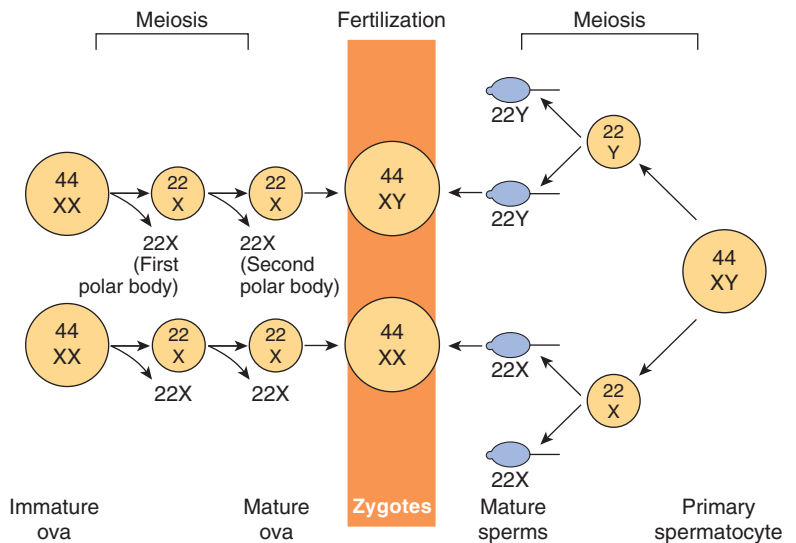 Meiosis
Fertilization
Meiosis
22Y
22
Y
44
XX
22
X
22
X
44
XY
22Y
22X
(First
polar body)
22X
(Second
polar body)
44
XY
44
XX
22
X
22
X
44
XX
22X
22X
22X
22
X
22X
Immature
ova
Mature
ova
Zygotes
Mature
sperms
Primary
spermatocyte